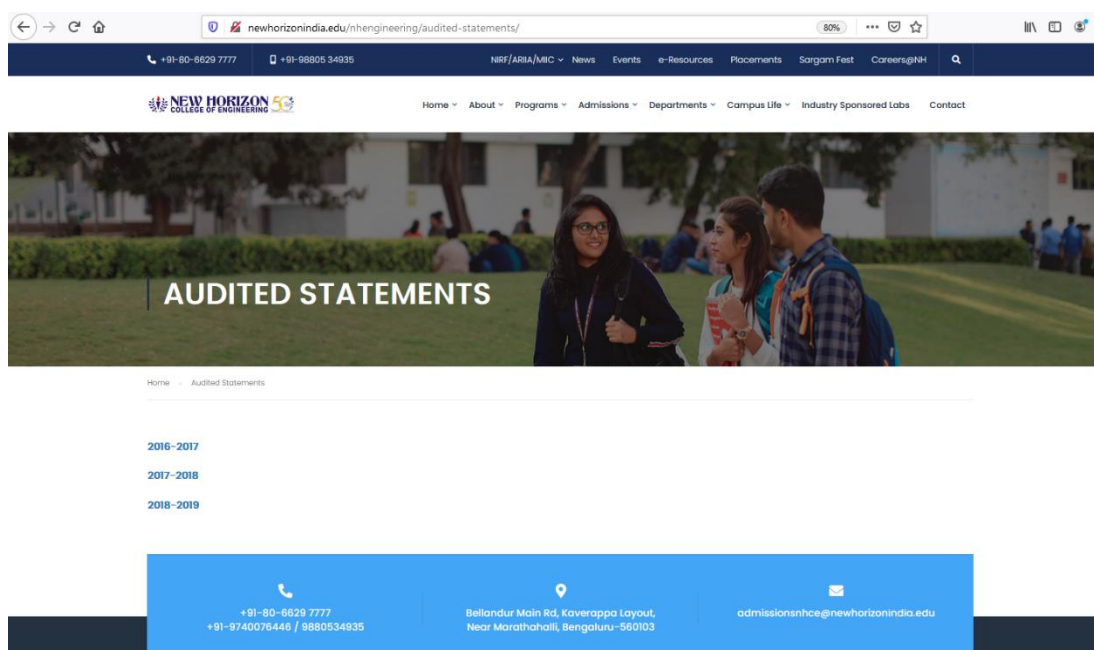 newhorizonindia.edu/nhengineering/audited-statements/
80%
+91-80-6629 7777
+91-98805 34935
NIRF/ARIIA/MIIC
News
Events
e-Resources
Placements
Sargam Fest
Careers@NH
NEW HORIZON
COLLEGE OF ENGINEERING
Home
About
Programs
Admissions
Departments
Campus Life
Industry Sponsored Labs
Contact
AUDITED STATEMENTS
Home
Audited Statements
2016-2017
2017-2018
2018-2019
+91-80-6629 7777
+91-9740076446 / 9880534935
Bellandur Main Rd, Kaverappa Layout,
Near Marathahalli, Bengaluru-560103
admissionsnhce@newhorizonindia.edu